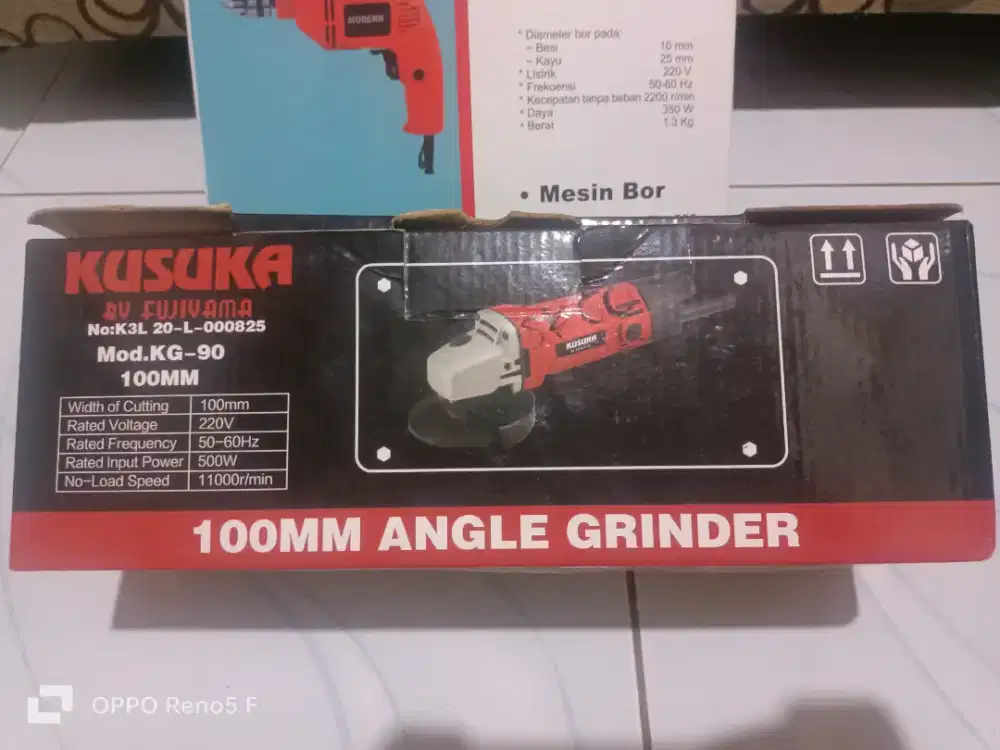 MODERN
* Diameter bor pada:
- Besi 10 mm
- Kayu 25 mm
* Listrik 220 V
* Frekuensi 50-60 Hz
* Kecepatan tanpa beban 2200 r/min
* Daya 350 W
* Berat 1.3 Kg
• Mesin Bor
KUSUKA
BY FUJIYAMA
No:K3L 20-L-000825
Mod.KG-90
100MM
Width of Cutting 100mm
Rated Voltage 220V
Rated Frequency 50-60Hz
Rated Input Power 500W
No-Load Speed 11000r/min
KUSUKA
100MM ANGLE GRINDER
OPPO Reno5 F